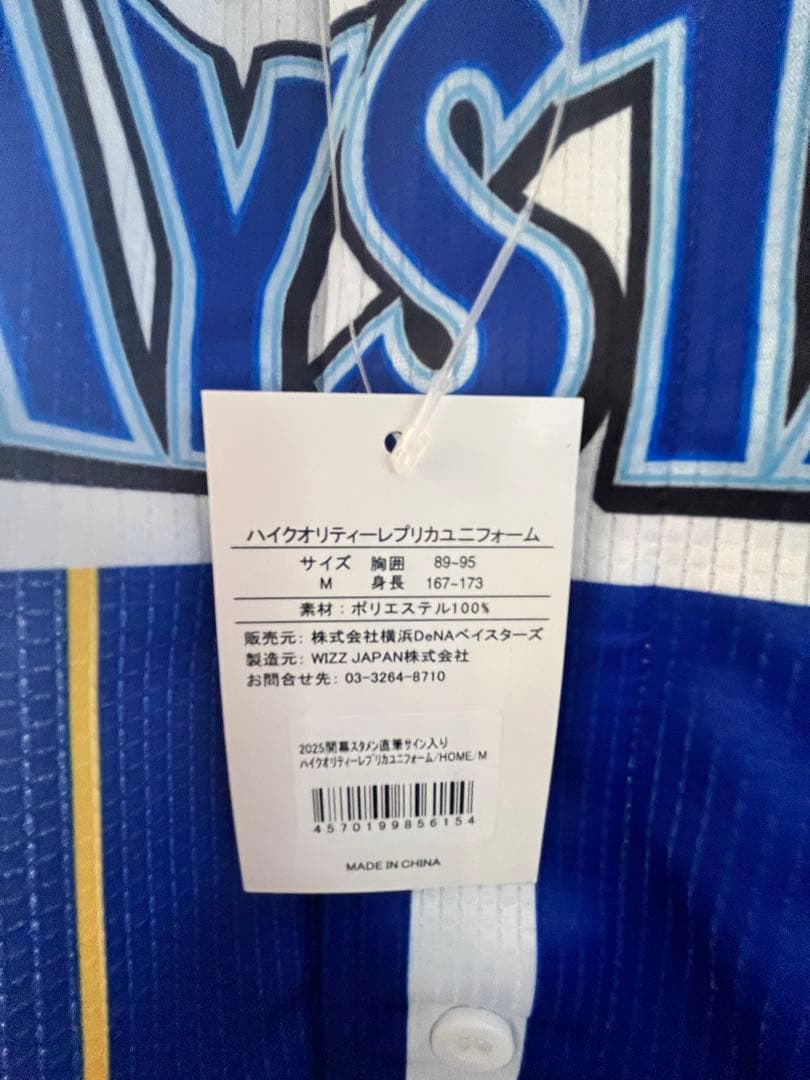 AYSTA
ハイクオリティーレプリカユニフォーム
サイズ 胸囲 89~95
M 身長 167~173
素材:ポリエステル100%
販売元: 株式会社横浜DeNAベイスターズ
製造元: WIZZ JAPAN株式会社
お問合せ先: 03-3264-8710
2025開幕スタメン直筆サイン入り
ハイクオリティーレプリカユニフォーム/HOME/M
4570199856154
MADE IN CHINA